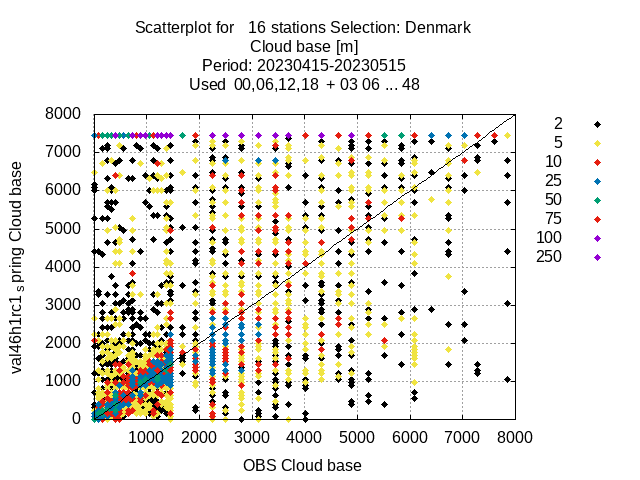 Scatterplot for 16 stations Selection: Denmark
Cloud base [m]
Period: 20230415-20230515
Used 00,06,12,18 + 03 06 ... 48
8000
7000
6000
5000
4000
3000
2000
1000
0
val46h1rc1 s pring Cloud base
1000 2000 3000 4000 5000 6000 7000 8000
OBS Cloud base
2
5
10
25
50
75
100
250